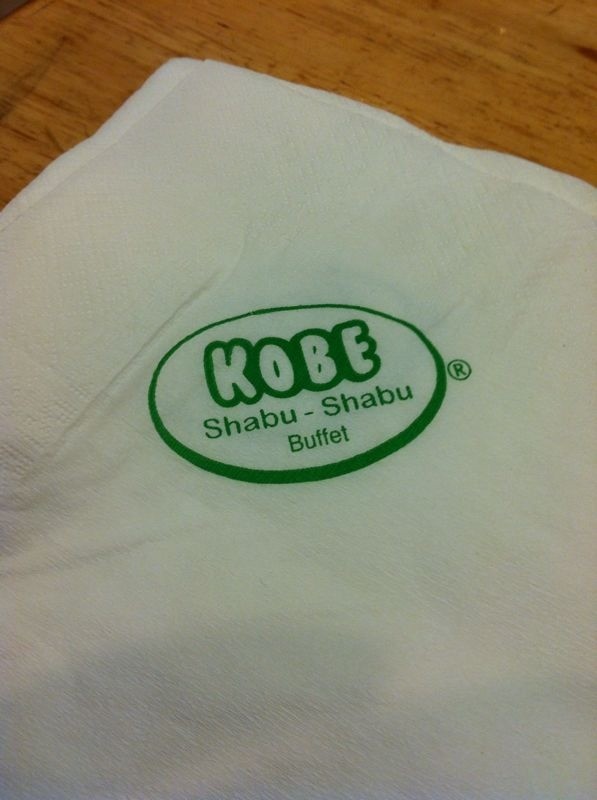 KOBE
Shabu - Shabu
Buffet
®